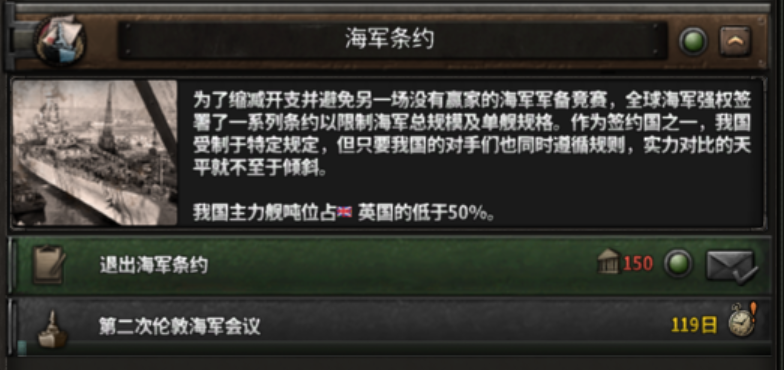 海军条约
为了缩减开支并避免另一场没有赢家的海军军备竞赛，全球海军强权签
署了一系列条约以限制海军总规模及单舰规格。作为签约国之一，我国
受制于特定规定，但只要我国的对手们也同时遵循规则，实力对比的天
平就不至于倾斜。
我国主力舰吨位占 英国的低于50%。
退出海军条约 150
第二次伦敦海军会议 119日